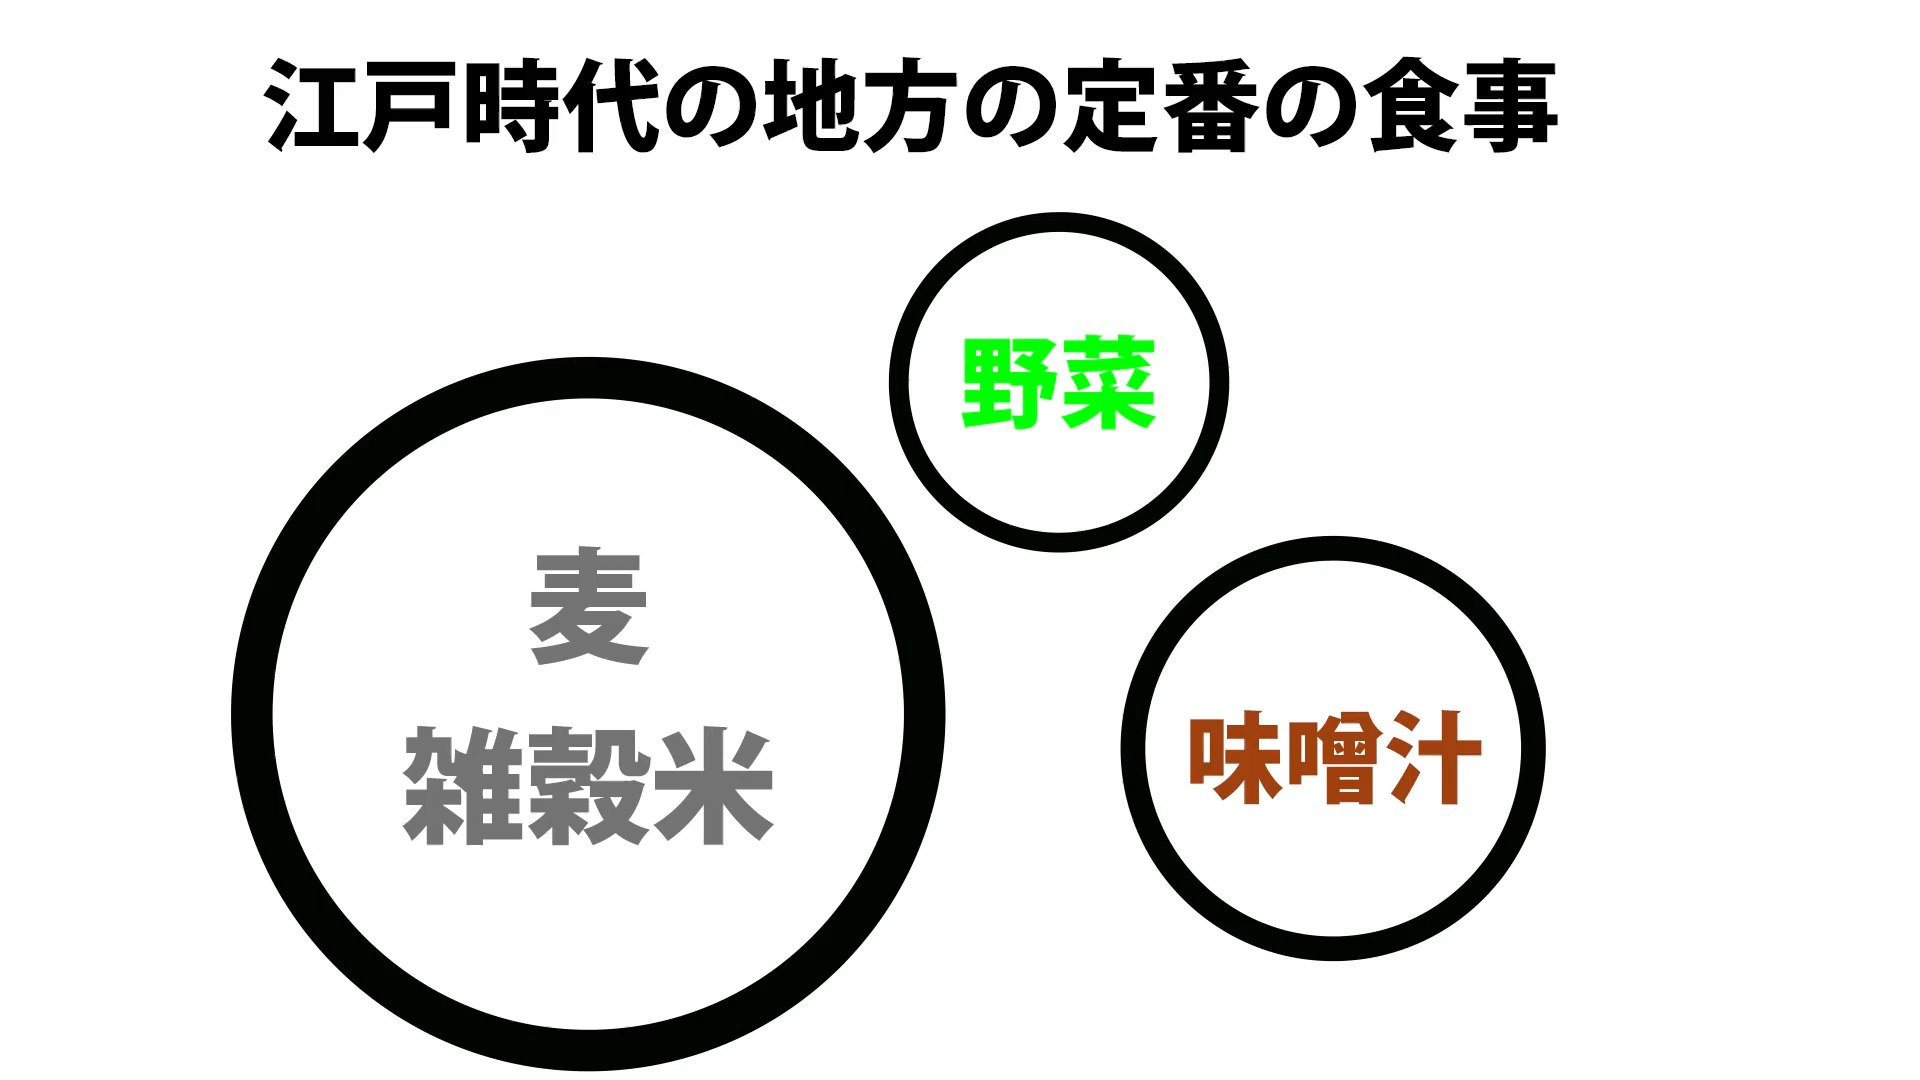 江戸時代の地方の定番の食事
野菜
麦
雑穀米
味噌汁